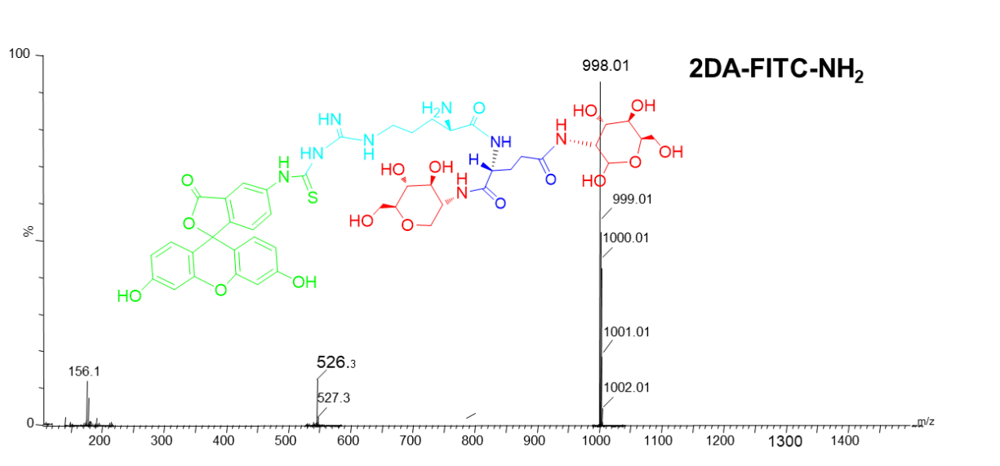 100
998.01
2DA-FITC-NH2
H2N
O
HN
HO
OH
H
N
NH
HN
N
H
H
OH
O
H
N
O
HO
OH
H
N
HO
S
O
999.01
O
HO
O
O
%
1000.01
HO
O
OH
1001.01
526.3
156.1
1002.01
527.3
0
m/z
200
300
400
500
600
700
800
900
1000
1100
1200
1300
1400